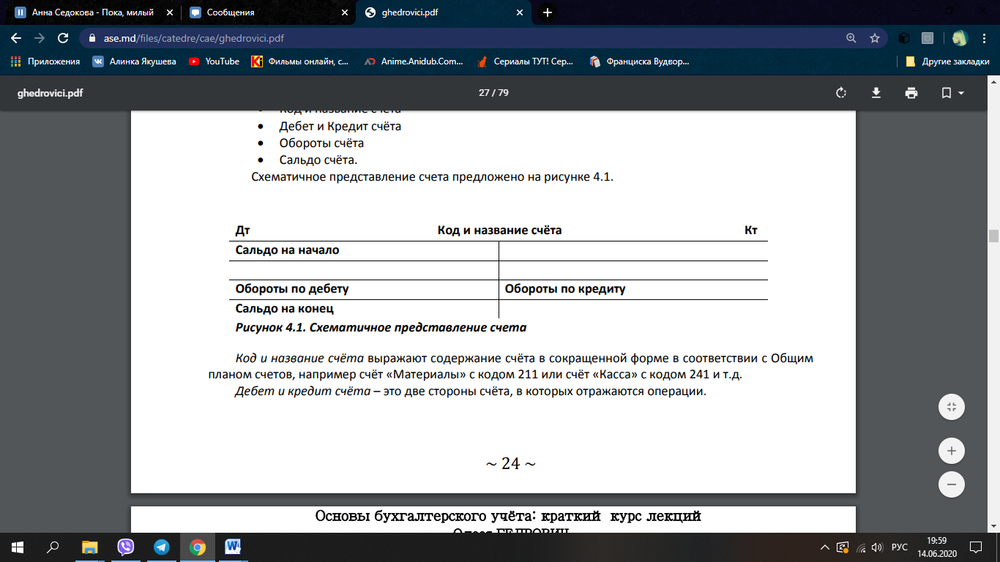 Анна Седокова - Пока, милый
Сообщения
ghedrovici.pdf
ase.md/files/catedre/cae/ghedrovici.pdf
Приложения Алинка Якушева YouTube Фильмы онлайн, с... Anime.Anidub.Com... Сериалы ТУТ! Сер... Франциска Вудвор... Другие закладки
ghedrovici.pdf 27 / 79
• Код и название счёта
• Дебет и Кредит счёта
• Обороты счёта
• Сальдо счёта.
Схематичное представление счета предложено на рисунке 4.1.
Дт Код и название счёта Кт
Сальдо на начало
Обороты по дебету Обороты по кредиту
Сальдо на конец
Рисунок 4.1. Схематичное представление счета
Код и название счёта выражают содержание счёта в сокращенной форме в соответствии с Общим
планом счетов, например счёт «Материалы» с кодом 211 или счёт «Касса» с кодом 241 и т.д.
Дебет и кредит счёта – это две стороны счёта, в которых отражаются операции.
~ 24 ~
Основы бухгалтерского учёта: краткий курс лекций
Олеся ГЕДРОВИЧ
РУС
19:59
14.06.2020